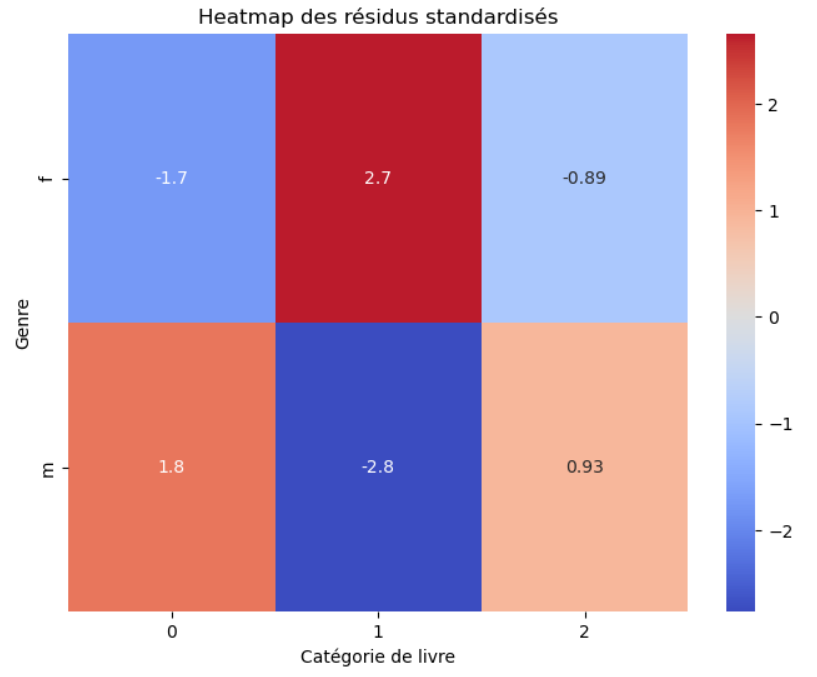 Heatmap des résidus standardisés
f
-1.7
2.7
-0.89
Genre
m
1.8
-2.8
0.93
0
1
2
Catégorie de livre
2
1
0
−1
−2